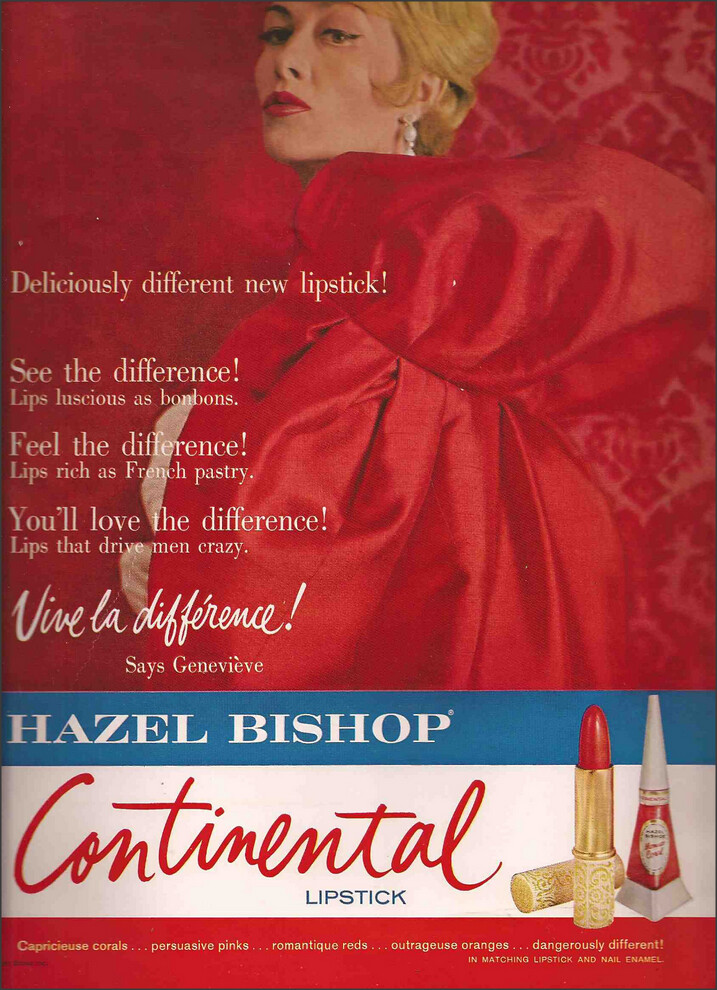 Deliciously different new lipstick!
See the difference!
Lips luscious as bonbons.
Feel the difference!
Lips rich as French pastry.
You'll love the difference!
Lips that drive men crazy.
Vive la différence!
Says Geneviève
HAZEL BISHOP®
Continental
LIPSTICK
HAZEL
BISHOP
Capricieuse corals . . . persuasive pinks . . . romantique reds . . . outrageuse oranges . . . dangerously different!
IN MATCHING LIPSTICK AND NAIL ENAMEL.